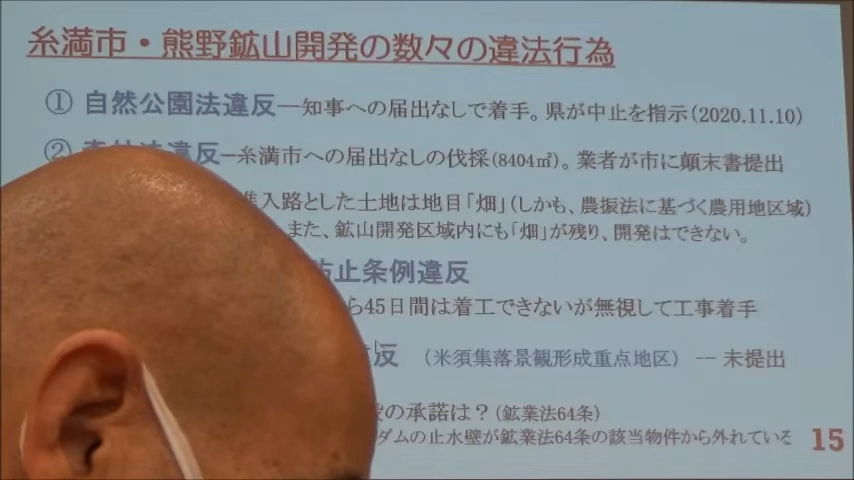 糸満市・熊野鉱山開発の数々の違法行為
① 自然公園法違反―知事への届出なしで着手。県が中止を指示(2020.11.10)
② 違反―糸満市への届出なしの伐採(8404㎡)。業者が市に顛末書提出
進入路とした土地は地目「畑」(しかも、農振法に基づく農用地区域)
また、鉱山開発区域内にも「畑」が残り、開発はできない。
防止条例違反
ら45日間は着工できないが無視して工事着手
反 (米須集落景観形成重点地区) -- 未提出
の承諾は？(鉱業法64条)
ダムの止水壁が鉱業法64条の該当物件から外れている
15